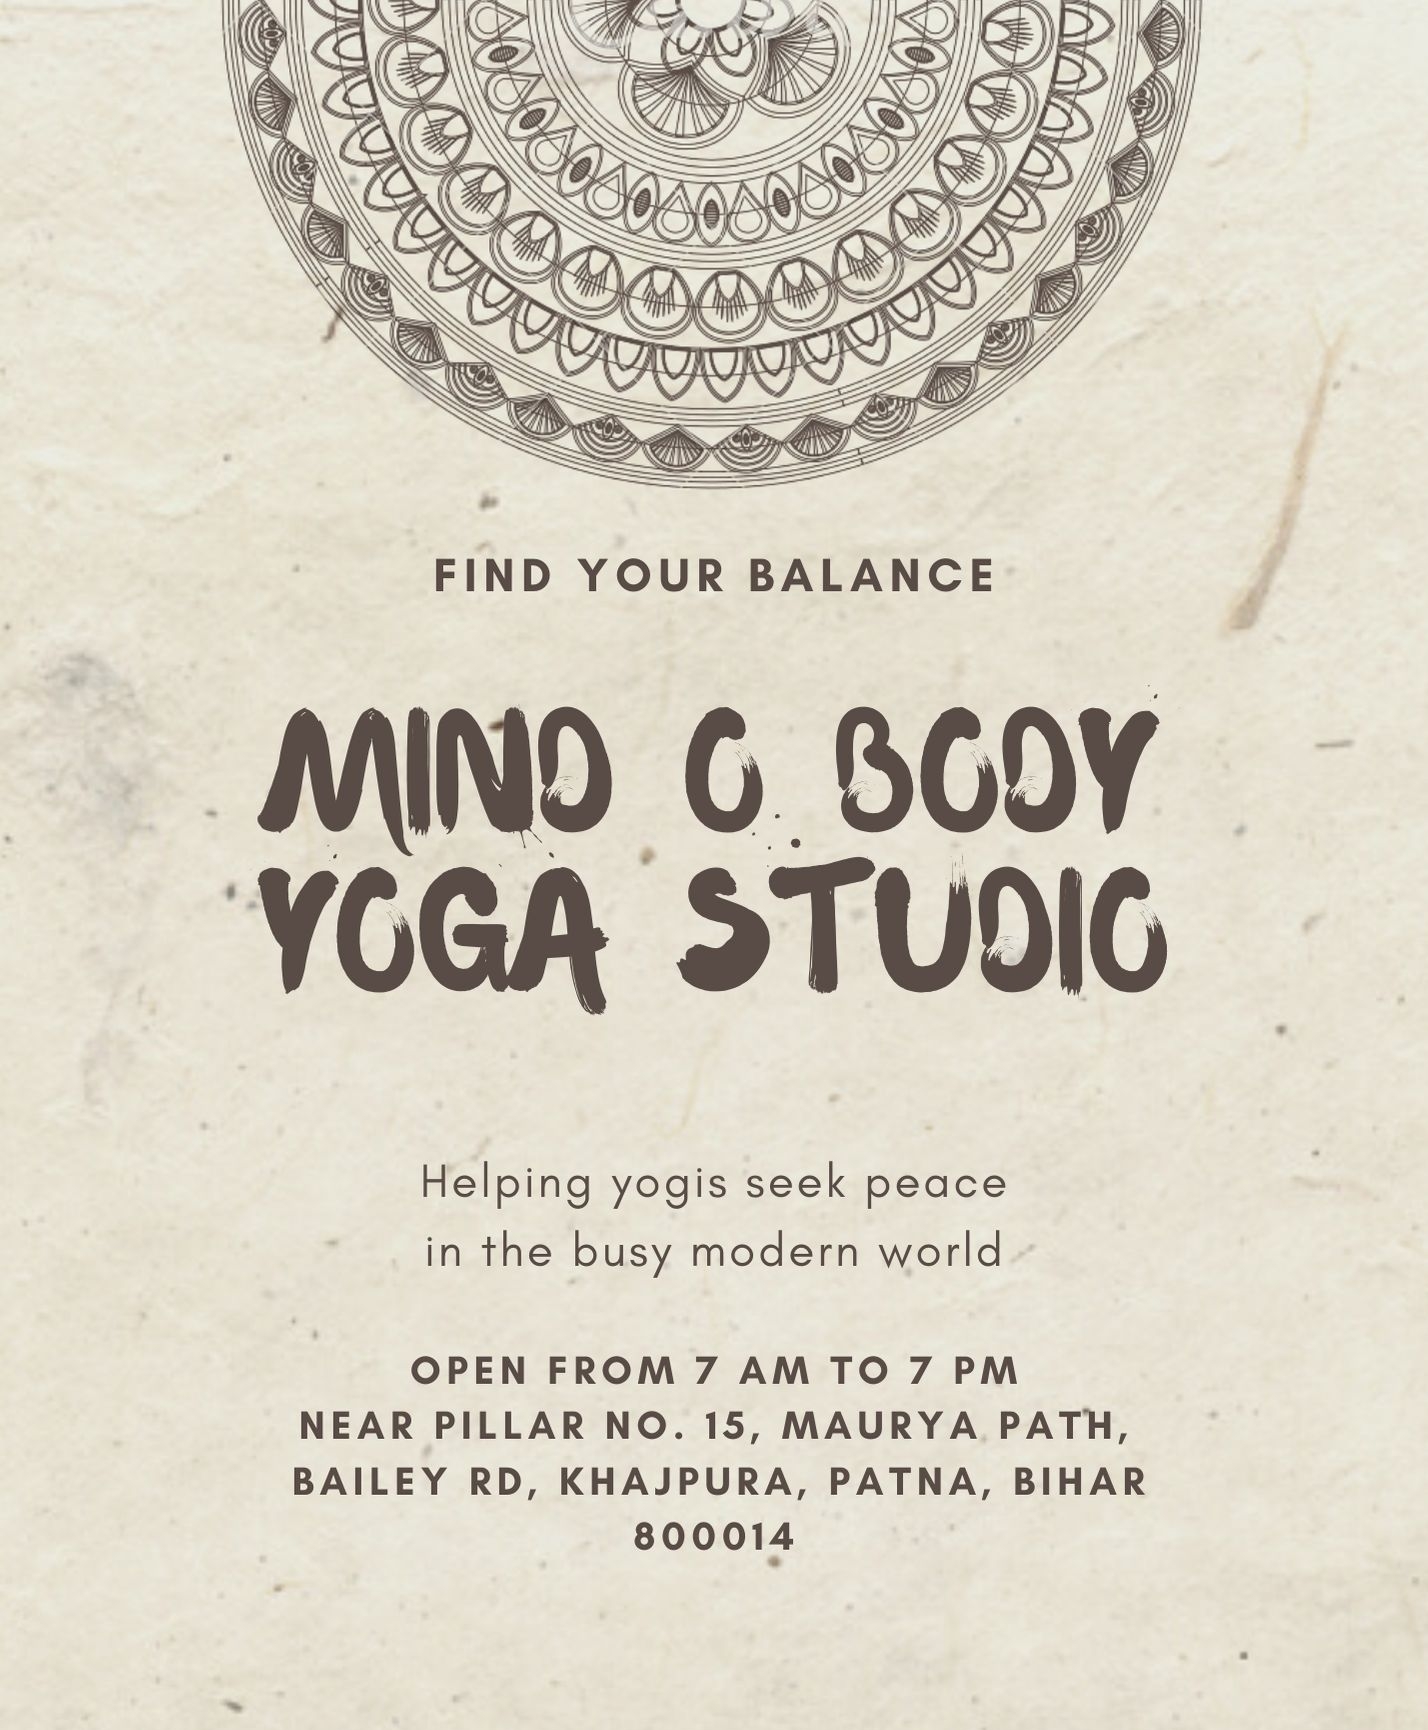 FIND YOUR BALANCE
MIND O BODY
YOGA STUDIO
Helping yogis seek peace
in the busy modern world
OPEN FROM 7 AM TO 7 PM
NEAR PILLAR NO. 15, MAURYA PATH,
BAILEY RD, KHAJPURA, PATNA, BIHAR
800014